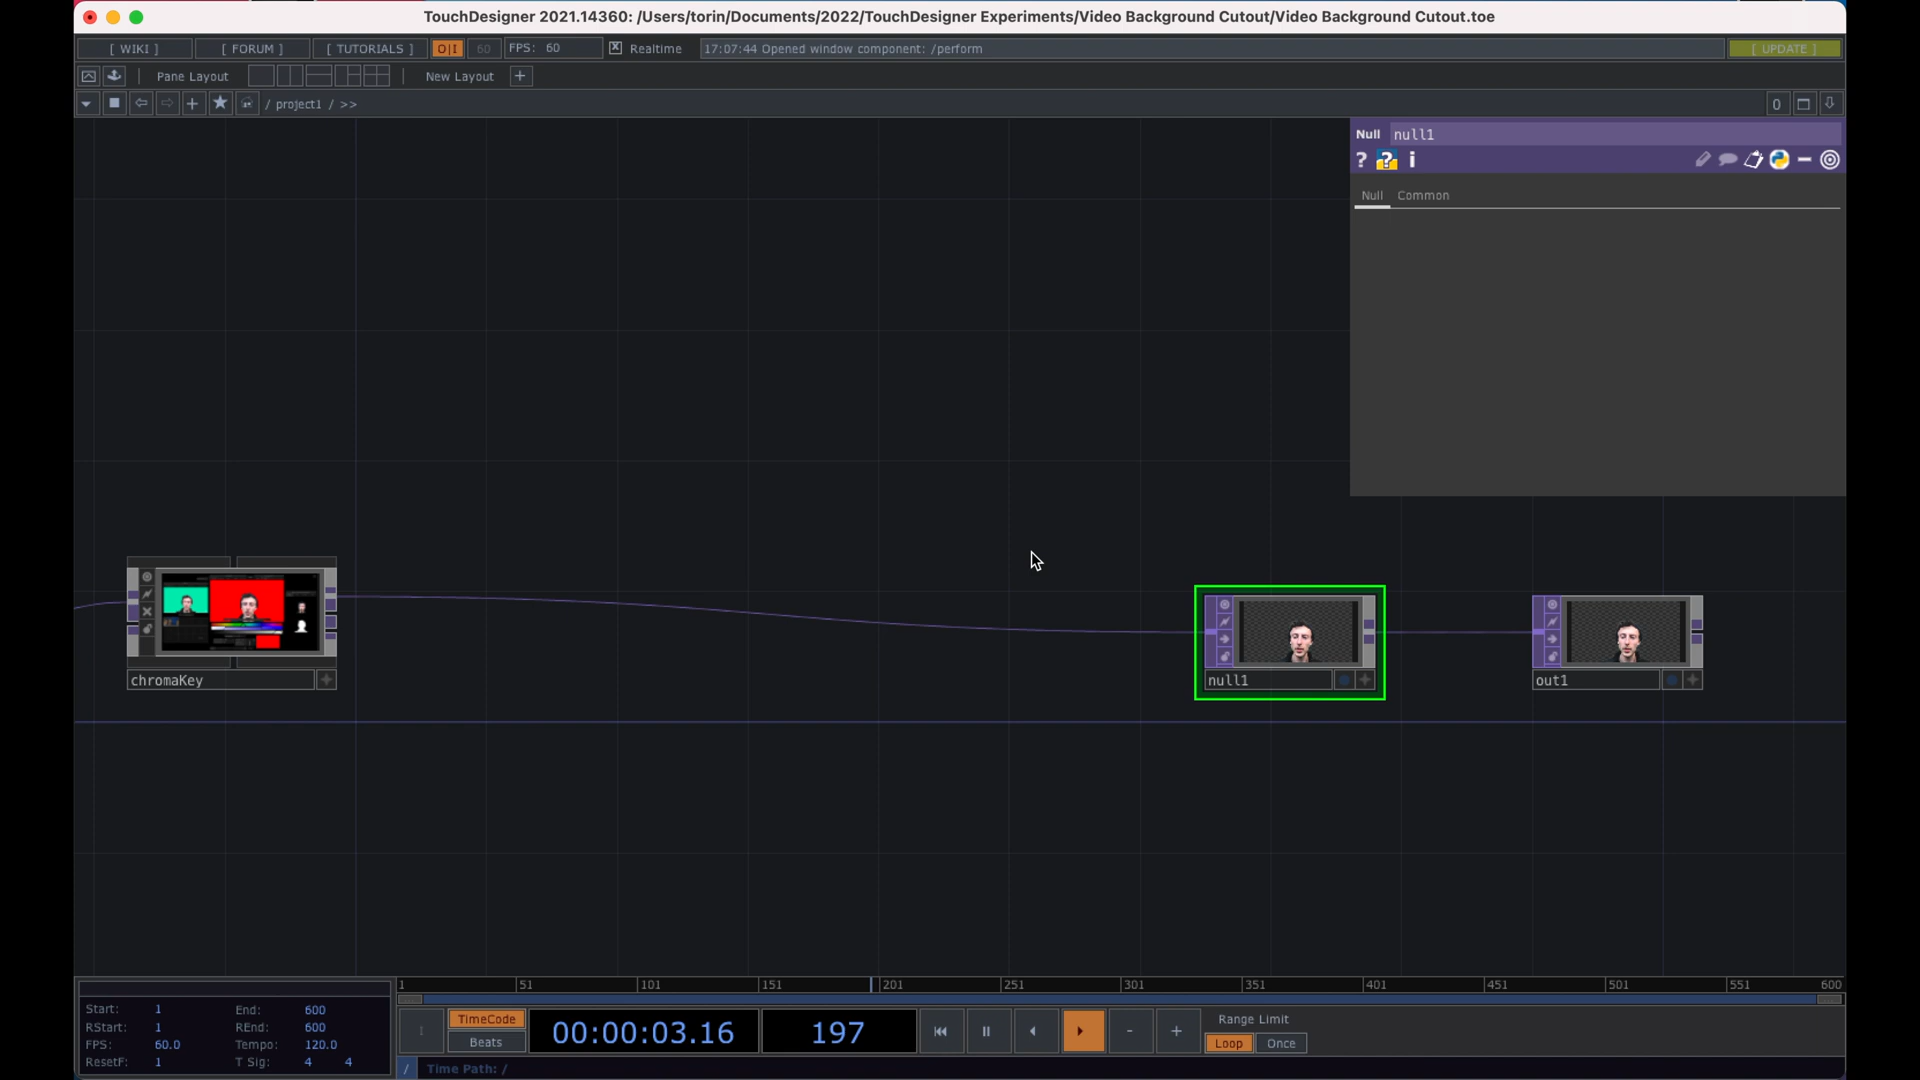 TouchDesigner 2021.14360: /Users/torin/Documents/2022/TouchDesigner Experiments/Video Background Cutout/Video Background Cutout.toe
[ WIKI ] [ FORUM ] [ TUTORIALS ] O|I 60 FPS: 60 X Realtime 17:07:44 Opened window component: /perform [ UPDATE ]
Pane Layout New Layout +
/ project1 / >> 0
Null null1
? ? i
Null Common
chromaKey
null1
out1
1 51 101 151 201 251 301 351 401 451 501 551 600
Start: 1 End: 600
RStart: 1 REnd: 600
FPS: 60.0 Tempo: 120.0
ResetF: 1 T Sig: 4 4
TimeCode
Beats
00:00:03.16 197
- +
Range Limit
Loop Once
/ Time Path: /